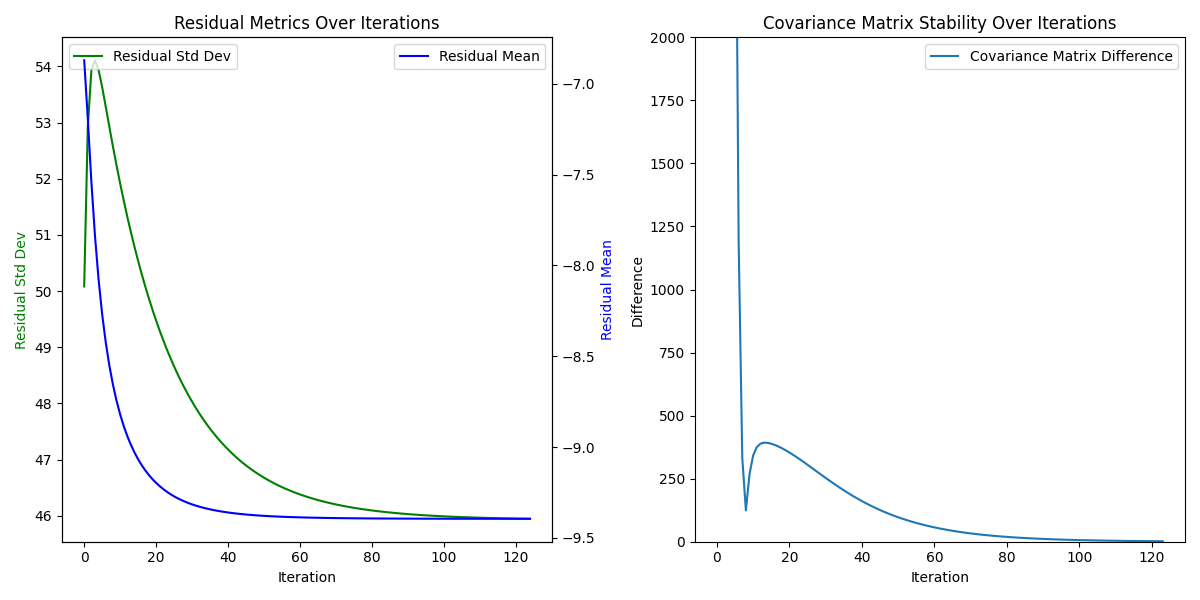 Residual Metrics Over Iterations
Residual Std Dev
Residual Mean
54
53
52
51
50
49
48
47
46
Residual Std Dev
−7.0
−7.5
−8.0
−8.5
−9.0
−9.5
Residual Mean
0 20 40 60 80 100 120
Iteration
Covariance Matrix Stability Over Iterations
Covariance Matrix Difference
2000
1750
1500
1250
1000
750
500
250
0
Difference
0 20 40 60 80 100 120
Iteration